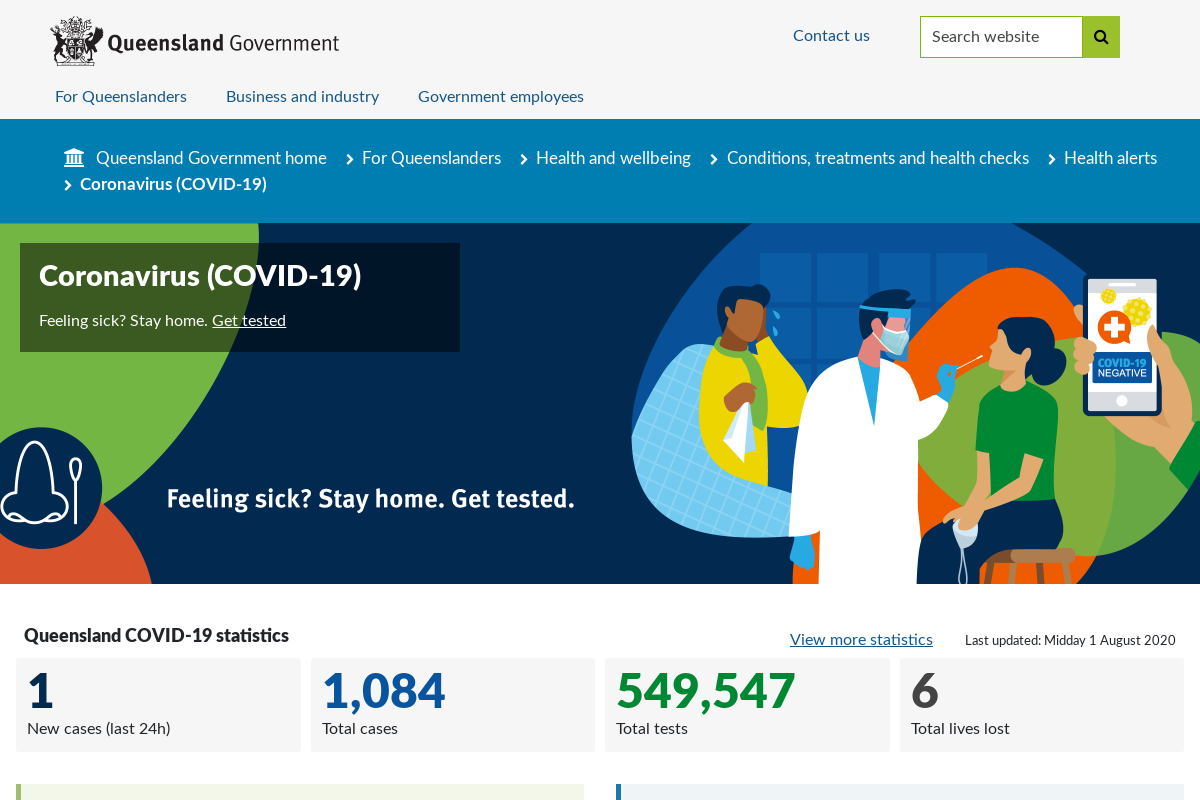 Queensland Government
Contact us
Search website
For Queenslanders
Business and industry
Government employees
Queensland Government home
For Queenslanders
Health and wellbeing
Conditions, treatments and health checks
Health alerts
Coronavirus (COVID-19)
Coronavirus (COVID-19)
Feeling sick? Stay home. Get tested
COVID-19
NEGATIVE
Feeling sick? Stay home. Get tested.
Queensland COVID-19 statistics
View more statistics
Last updated: Midday 1 August 2020
1
New cases (last 24h)
1,084
Total cases
549,547
Total tests
6
Total lives lost